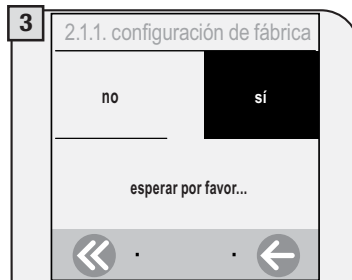 3
2.1.1. configuración de fábrica
no sí
esperar por favor...